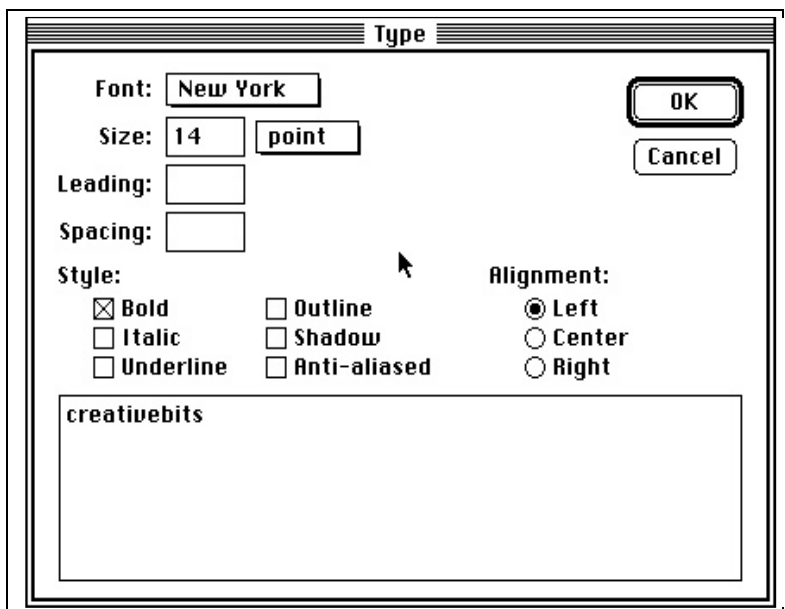 Type
Font: New York
OK
Size: 14 point
Cancel
Leading:
Spacing:
Style:
Alignment:
Bold Outline Left
Italic Shadow Center
Underline Anti-aliased Right
creativebits